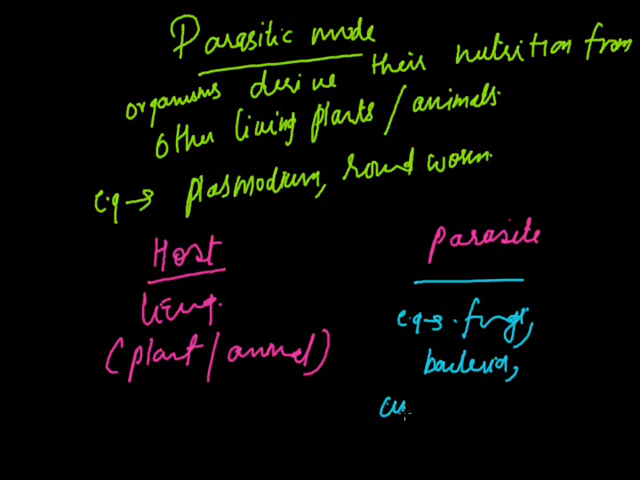 Parasitic mode
organisms derive their nutrition from
other living plants/animals.
e.g → plasmodium, round worm.
Host
Parasite
living.
(plant/animal)
e.g → fungi,
bacteria,
cu